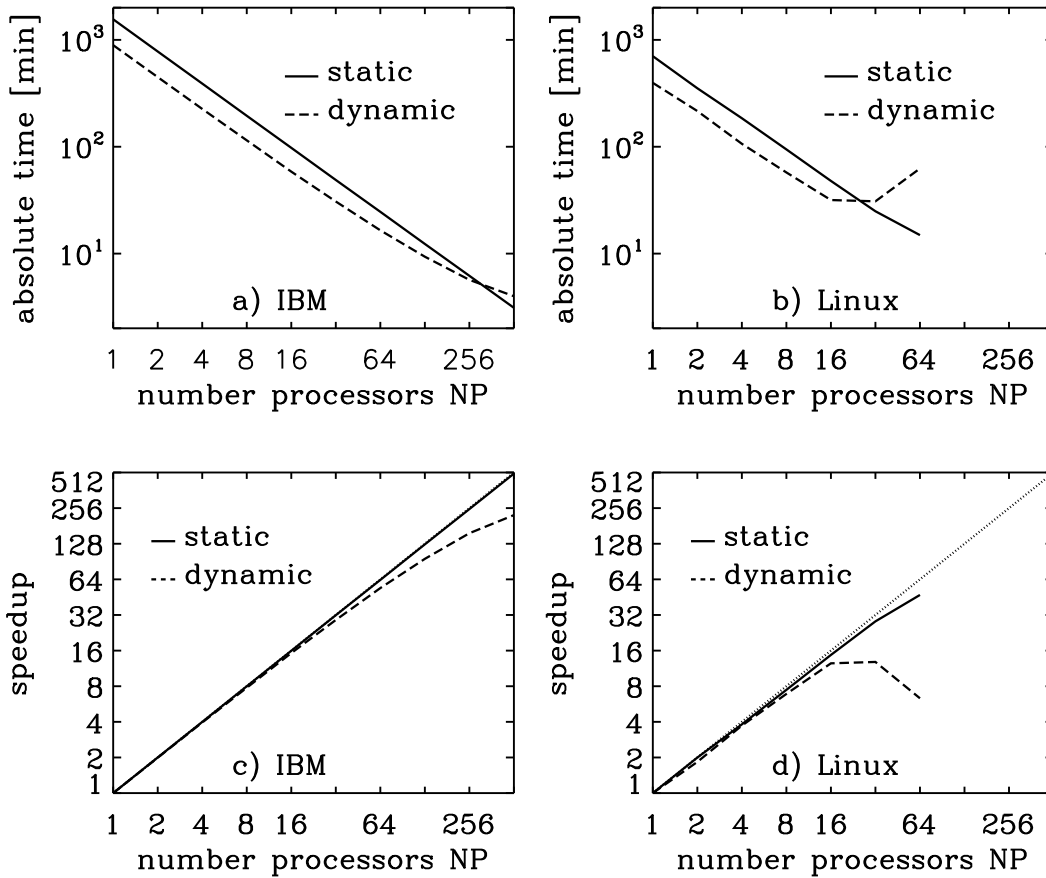 absolute time [min]
10³
10²
10¹
static
dynamic
a) IBM
1 2 4 8 16 64 256
number processors NP
absolute time [min]
10³
10²
10¹
static
dynamic
b) Linux
1 2 4 8 16 64 256
number processors NP
speedup
512
256
128
64
32
16
8
4
2
1
static
dynamic
c) IBM
1 2 4 8 16 64 256
number processors NP
speedup
512
256
128
64
32
16
8
4
2
1
static
dynamic
d) Linux
1 2 4 8 16 64 256
number processors NP